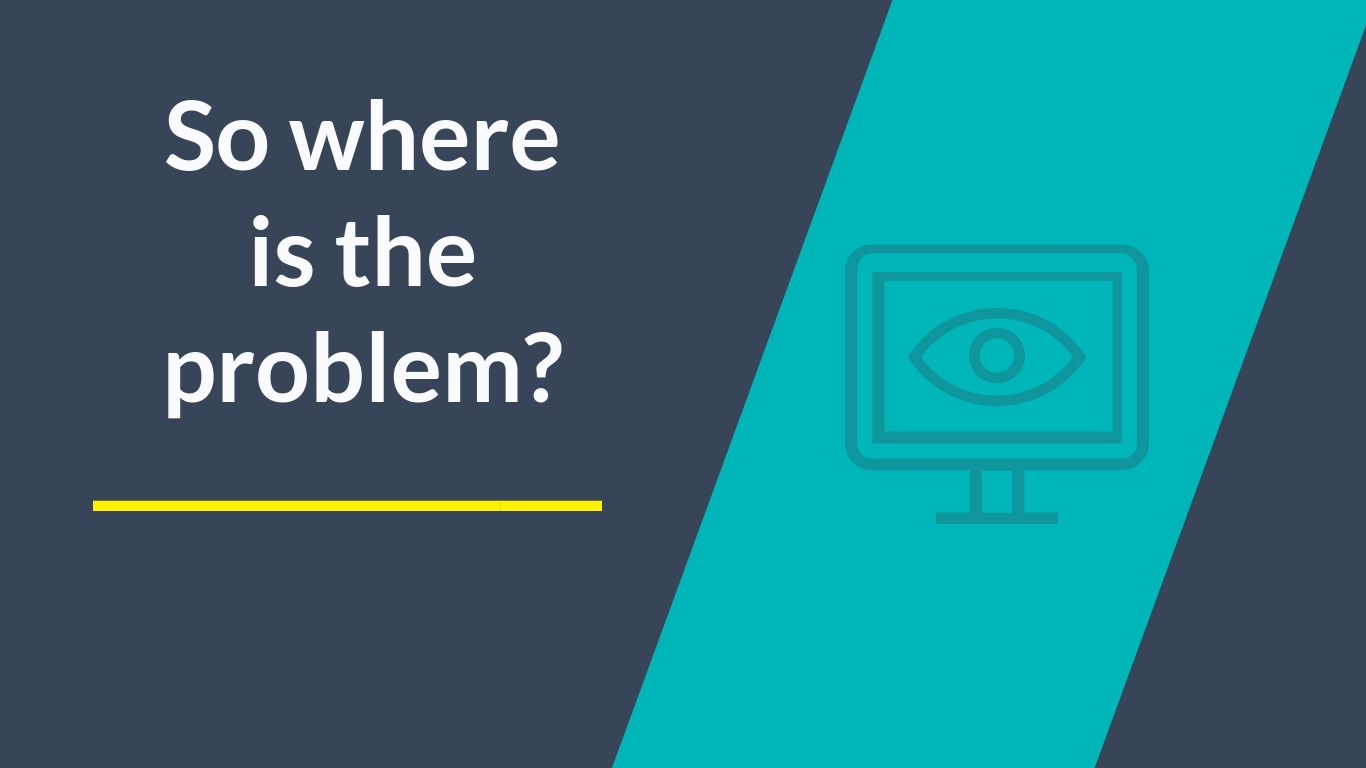 So where
is the
problem?